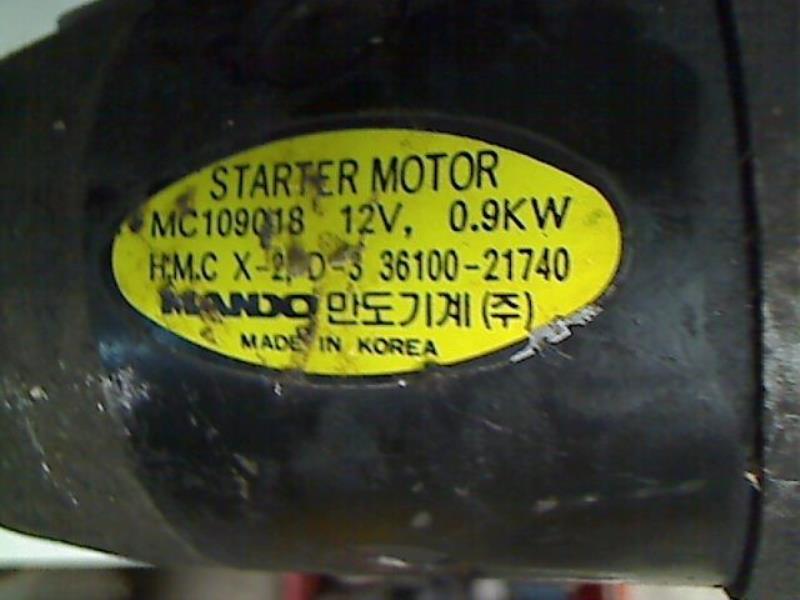 STARTER MOTOR
MC109018 12V, 0.9KW
H.M.C X-2, D-3 36100-21740
MANDO 만도기계(주)
MADE IN KOREA